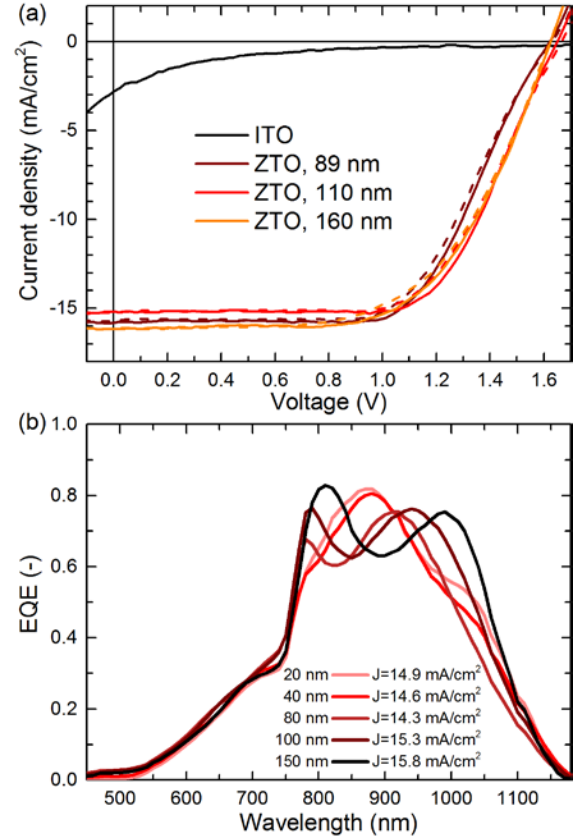 (a)
0
-5
-10
-15
Current density (mA/cm²)
ITO
ZTO, 89 nm
ZTO, 110 nm
ZTO, 160 nm
0.0 0.2 0.4 0.6 0.8 1.0 1.2 1.4 1.6
Voltage (V)
(b)
1.0
0.8
0.6
0.4
0.2
0.0
EQE (-)
20 nm J=14.9 mA/cm²
40 nm J=14.6 mA/cm²
80 nm J=14.3 mA/cm²
100 nm J=15.3 mA/cm²
150 nm J=15.8 mA/cm²
500 600 700 800 900 1000 1100
Wavelength (nm)